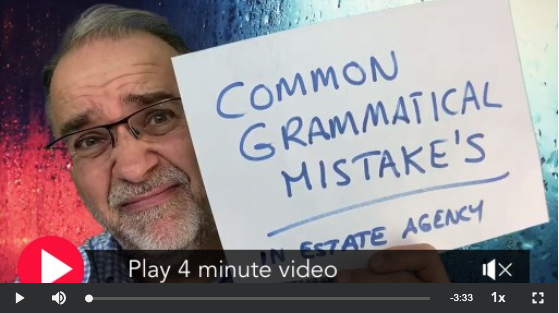 COMMON
GRAMMATICAL
MISTAKE'S
IN ESTATE AGENCY
Play 4 minute video
-3:33
1x